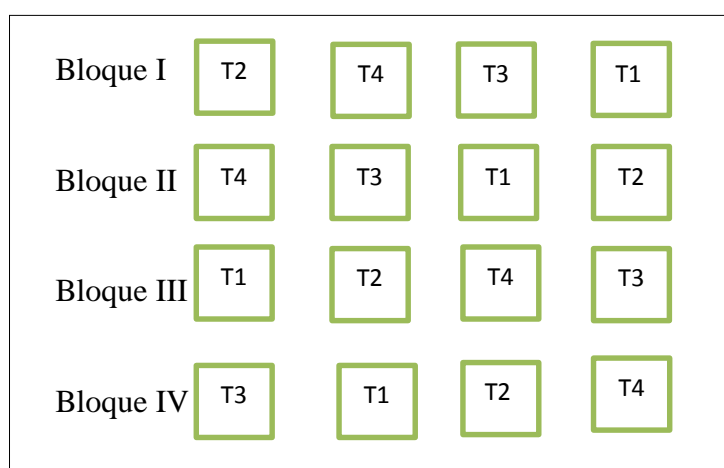 Bloque I T2 T4 T3 T1
Bloque II T4 T3 T1 T2
Bloque III T1 T2 T4 T3
Bloque IV T3 T1 T2 T4